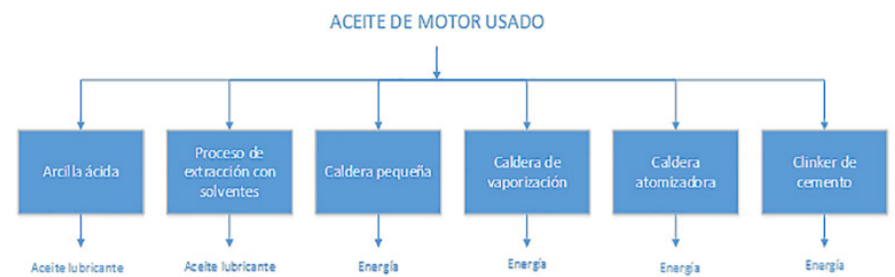 ACEITE DE MOTOR USADO
Arcilla ácida
Proceso de
extracción con
solventes
Caldera pequeña
Caldera de
vaporización
Caldera
atomizadora
Clinker de
cemento
Aceite lubricante
Aceite lubricante
Energía
Energía
Energía
Energía